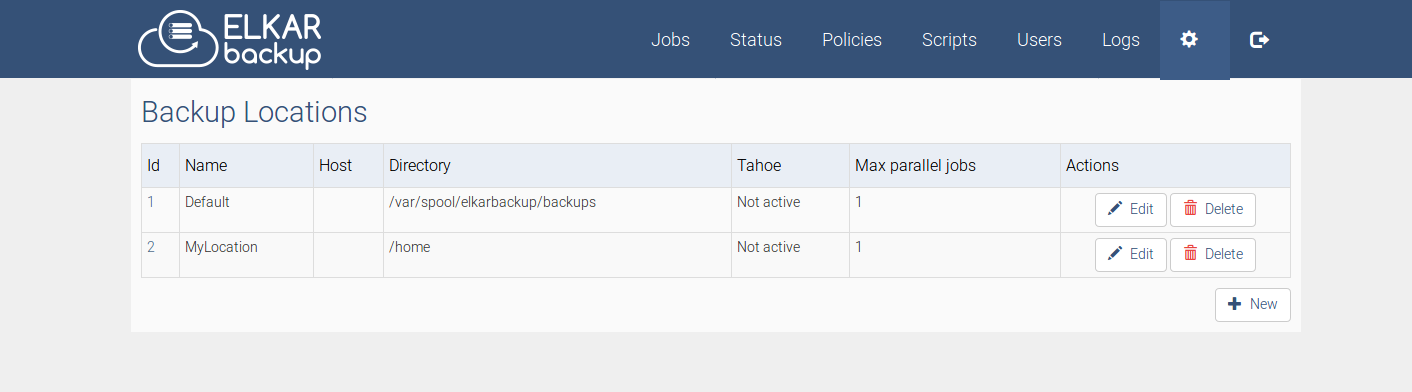 ELKAR
backup
Jobs Status Policies Scripts Users Logs
Backup Locations
Id Name Host Directory Tahoe Max parallel jobs Actions
1 Default /var/spool/elkarbackup/backups Not active 1 Edit Delete
2 MyLocation /home Not active 1 Edit Delete
New